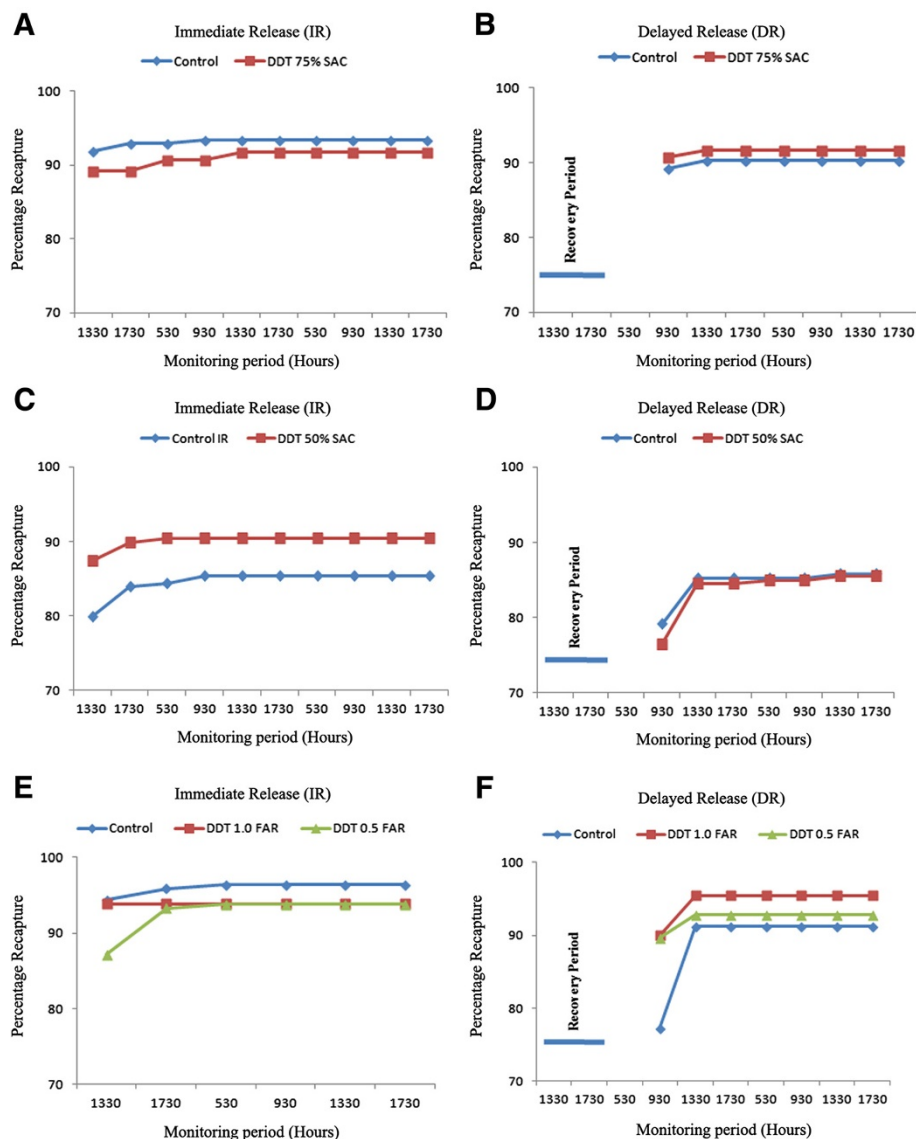 A
Immediate Release (IR)
Control DDT 75% SAC
100
90
80
70
Percentage Recapture
1330 1730 530 930 1330 1730 530 930 1330 1730
Monitoring period (Hours)
B
Delayed Release (DR)
Control DDT 75% SAC
100
90
80
70
Percentage Recapture
Recovery Period
1330 1730 530 930 1330 1730 530 930 1330 1730
Monitoring period (Hours)
C
Immediate Release (IR)
Control IR DDT 50% SAC
100
90
80
70
Percentage Recapture
1330 1730 530 930 1330 1730 530 930 1330 1730
Monitoring period (Hours)
D
Delayed Release (DR)
Control DDT 50% SAC
100
90
80
70
Percentage Recapture
Recovery Period
1330 1730 530 930 1330 1730 530 930 1330 1730
Monitoring period (Hours)
E
Immediate Release (IR)
Control DDT 1.0 FAR DDT 0.5 FAR
100
90
80
70
Percentage Recapture
1330 1730 530 930 1330 1730
Monitoring period (Hours)
F
Delayed Release (DR)
Control DDT 1.0 FAR DDT 0.5 FAR
100
90
80
70
Percentage Recapture
Recovery Period
1330 1730 530 930 1330 1730 530 930 1330 1730
Monitoring period (Hours)